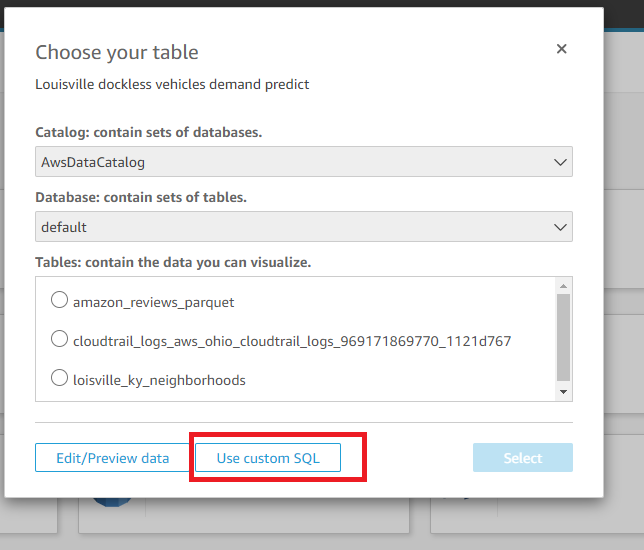 Choose your table
Louisville dockless vehicles demand predict
Catalog: contain sets of databases.
AwsDataCatalog
Database: contain sets of tables.
default
Tables: contain the data you can visualize.
amazon_reviews_parquet
cloudtrail_logs_aws_ohio_cloudtrail_logs_969171869770_1121d767
loisville_ky_neighborhoods
Edit/Preview data
Use custom SQL
Select